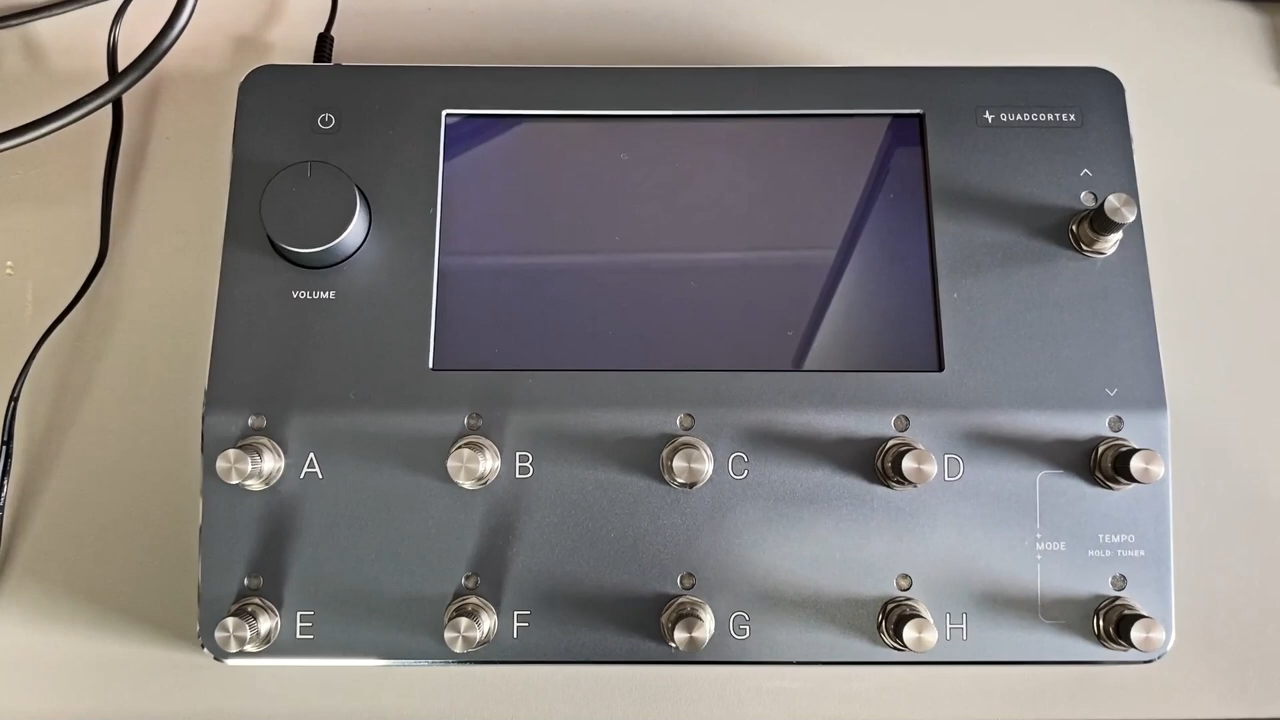 QUADCORTEX
VOLUME
A
B
C
D
MODE
TEMPO
HOLD: TUNER
E
F
G
H